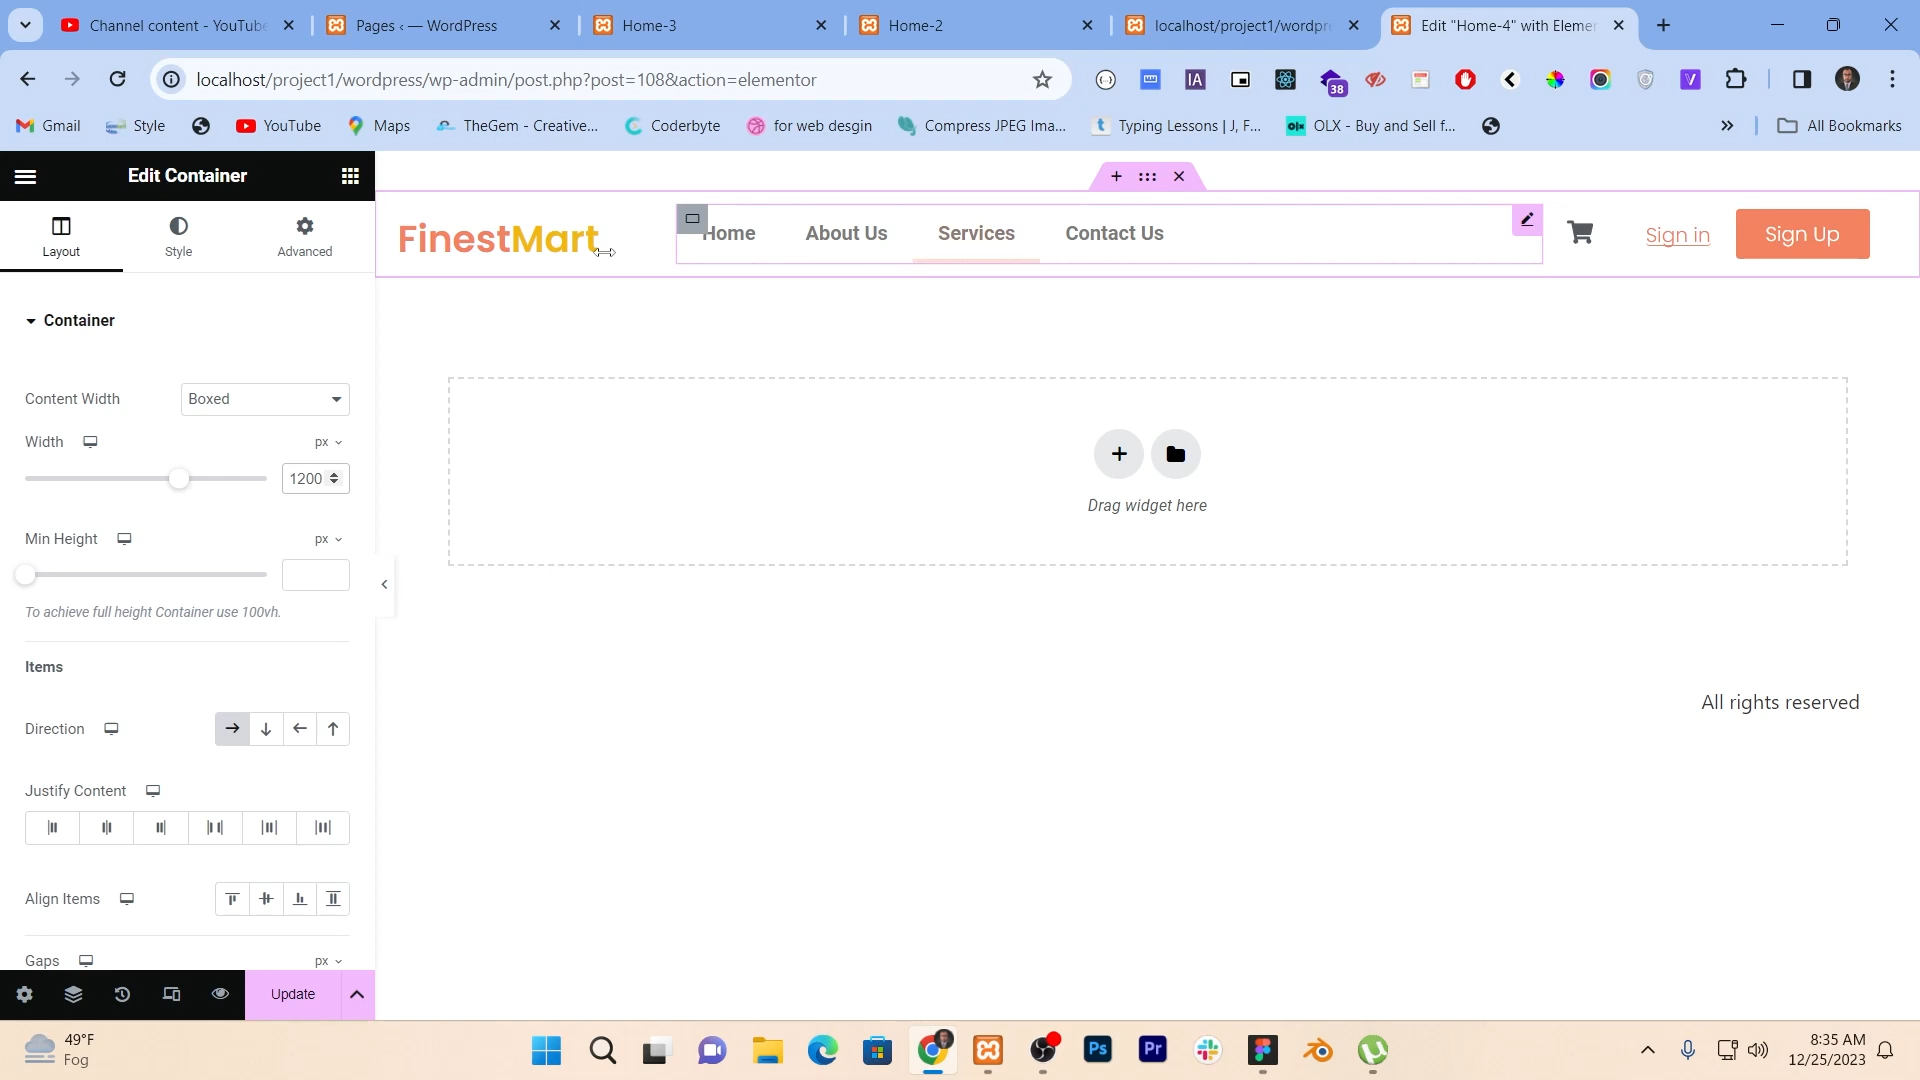 Channel content - YouTube
Pages ‹ — WordPress
Home-3
Home-2
localhost/project1/wordpr
Edit "Home-4" with Elemen
localhost/project1/wordpress/wp-admin/post.php?post=108&action=elementor
38
Gmail
Style
YouTube
Maps
TheGem - Creative...
Coderbyte
for web desgin
Compress JPEG Ima...
Typing Lessons | J, F...
OLX - Buy and Sell f...
All Bookmarks
Edit Container
Layout
Style
Advanced
Container
Content Width
Boxed
Width
px
1200
Min Height
px
To achieve full height Container use 100vh.
Items
Direction
Justify Content
Align Items
Gaps
px
Update
FinestMart
Home
About Us
Services
Contact Us
Sign in
Sign Up
Drag widget here
All rights reserved
49°F
Fog
8:35 AM
12/25/2023